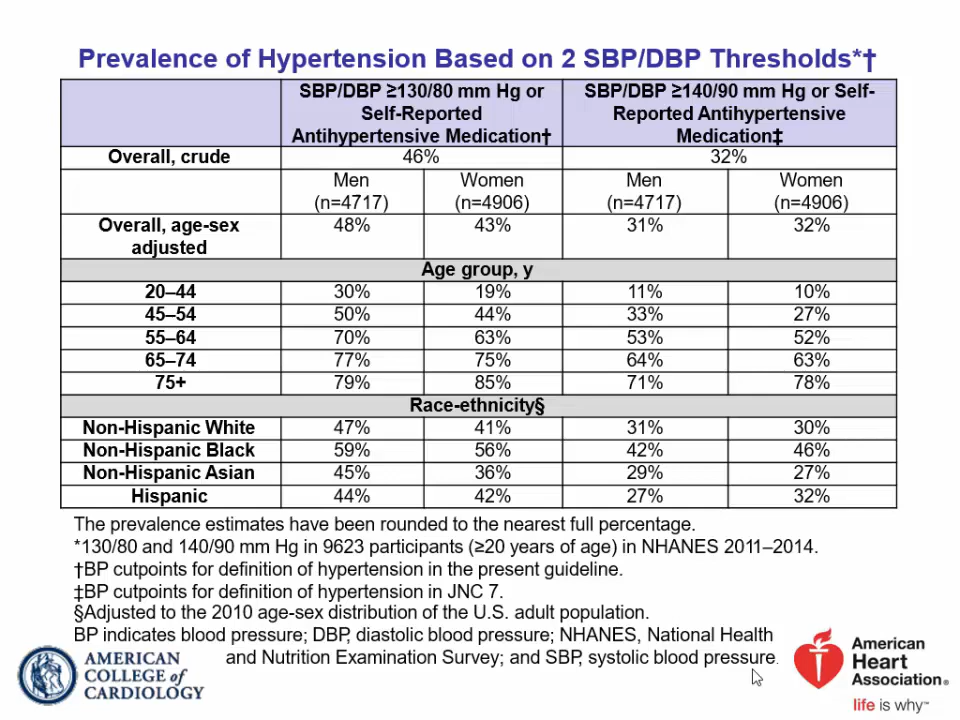 Prevalence of Hypertension Based on 2 SBP/DBP Thresholds*†
SBP/DBP ≥130/80 mm Hg or Self-Reported Antihypertensive Medication† SBP/DBP ≥140/90 mm Hg or Self-Reported Antihypertensive Medication‡
Overall, crude 46% 32%
Men (n=4717) Women (n=4906) Men (n=4717) Women (n=4906)
Overall, age-sex adjusted 48% 43% 31% 32%
Age group, y
20–44 30% 19% 11% 10%
45–54 50% 44% 33% 27%
55–64 70% 63% 53% 52%
65–74 77% 75% 64% 63%
75+ 79% 85% 71% 78%
Race-ethnicity§
Non-Hispanic White 47% 41% 31% 30%
Non-Hispanic Black 59% 56% 42% 46%
Non-Hispanic Asian 45% 36% 29% 27%
Hispanic 44% 42% 27% 32%
The prevalence estimates have been rounded to the nearest full percentage.
*130/80 and 140/90 mm Hg in 9623 participants (≥20 years of age) in NHANES 2011–2014.
†BP cutpoints for definition of hypertension in the present guideline.
‡BP cutpoints for definition of hypertension in JNC 7.
§Adjusted to the 2010 age-sex distribution of the U.S. adult population.
BP indicates blood pressure; DBP, diastolic blood pressure; NHANES, National Health
and Nutrition Examination Survey; and SBP, systolic blood pressure.
AMERICAN
COLLEGE of
CARDIOLOGY
American
Heart
Association®
life is why™